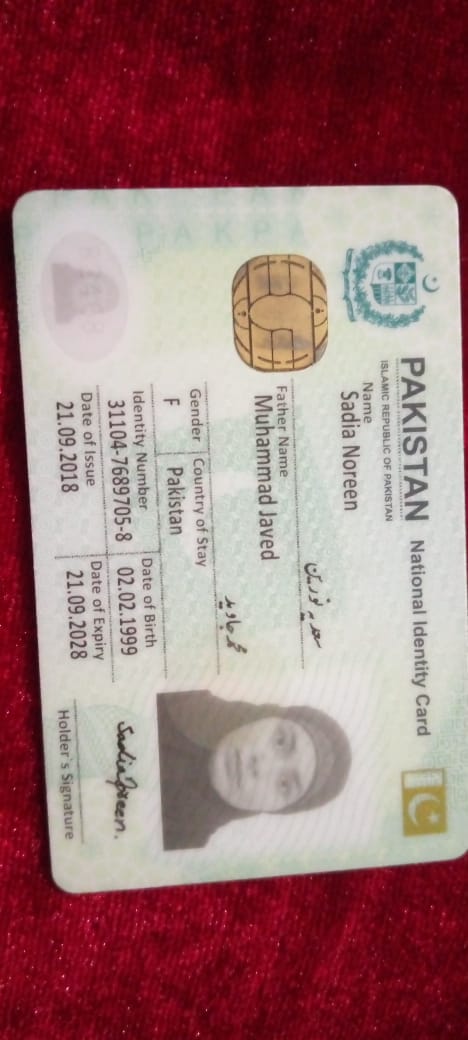 PAKISTAN National Identity Card
ISLAMIC REPUBLIC OF PAKISTAN
Name
Sadia Noreen
سعدیہ نورین
Father Name
Muhammad Javed
محمد جاوید
Gender Country of Stay
F Pakistan
Identity Number Date of Birth
31104-7689705-8 02.02.1999
Date of Issue Date of Expiry
21.09.2018 21.09.2028
Holder's Signature